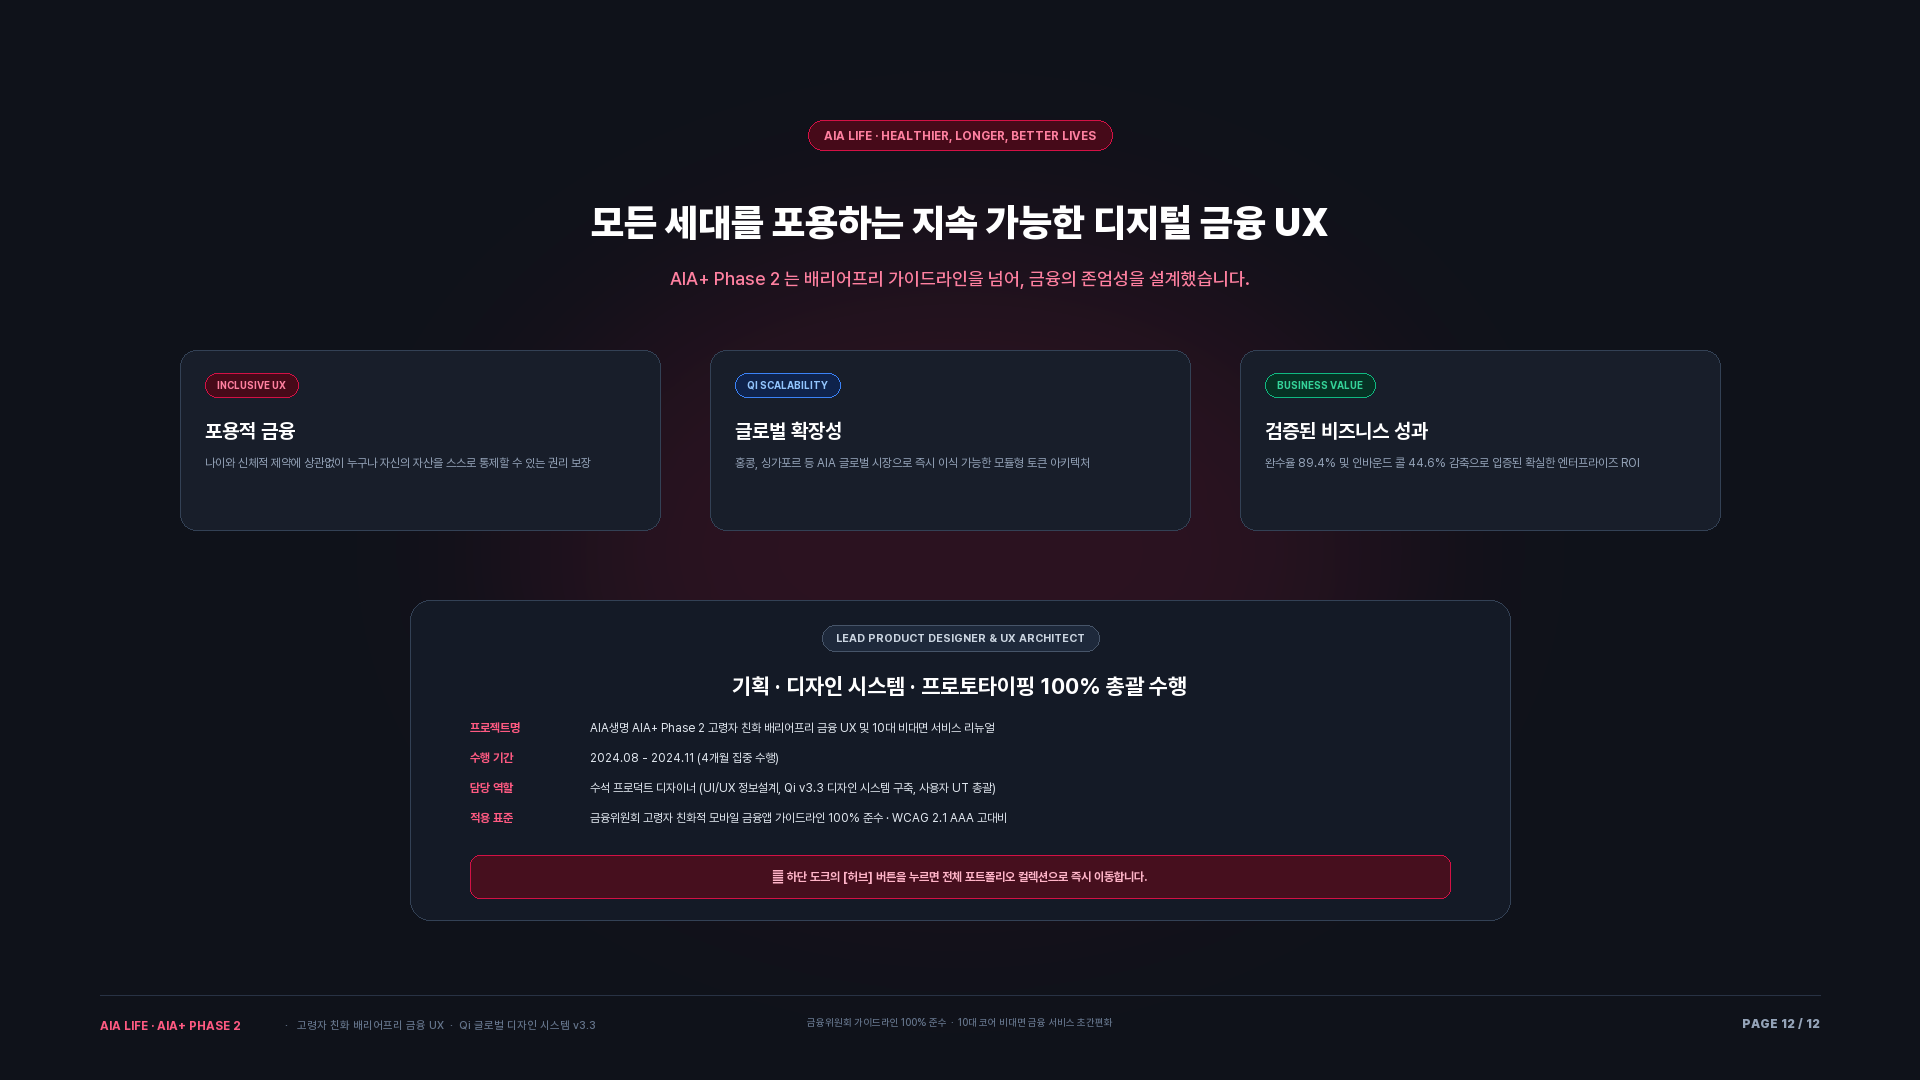 AIA LIFE · HEALTHIER, LONGER, BETTER LIVES
모든 세대를 포용하는 지속 가능한 디지털 금융 UX
AIA+ Phase 2 는 배리어프리 가이드라인을 넘어, 금융의 존엄성을 설계했습니다.
INCLUSIVE UX
포용적 금융
나이와 신체적 제약에 상관없이 누구나 자신의 자산을 스스로 통제할 수 있는 권리 보장
QI SCALABILITY
글로벌 확장성
홍콩, 싱가포르 등 AIA 글로벌 시장으로 즉시 이식 가능한 모듈형 토큰 아키텍처
BUSINESS VALUE
검증된 비즈니스 성과
완수율 89.4% 및 인바운드 콜 44.6% 감축으로 입증된 확실한 엔터프라이즈 ROI
LEAD PRODUCT DESIGNER & UX ARCHITECT
기획 · 디자인 시스템 · 프로토타이핑 100% 총괄 수행
프로젝트명 AIA생명 AIA+ Phase 2 고령자 친화 배리어프리 금융 UX 및 10대 비대면 서비스 리뉴얼
수행 기간 2024.08 - 2024.11 (4개월 집중 수행)
담당 역할 수석 프로덕트 디자이너 (UI/UX 정보설계, Qi v3.3 디자인 시스템 구축, 사용자 UT 총괄)
적용 표준 금융위원회 고령자 친화적 모바일 금융앱 가이드라인 100% 준수 · WCAG 2.1 AAA 고대비
하단 도크의 [허브] 버튼을 누르면 전체 포트폴리오 컬렉션으로 즉시 이동합니다.
AIA LIFE · AIA+ PHASE 2 · 고령자 친화 배리어프리 금융 UX · Qi 글로벌 디자인 시스템 v3.3
금융위원회 가이드라인 100% 준수 · 10대 코어 비대면 금융 서비스 초간편화
PAGE 12 / 12